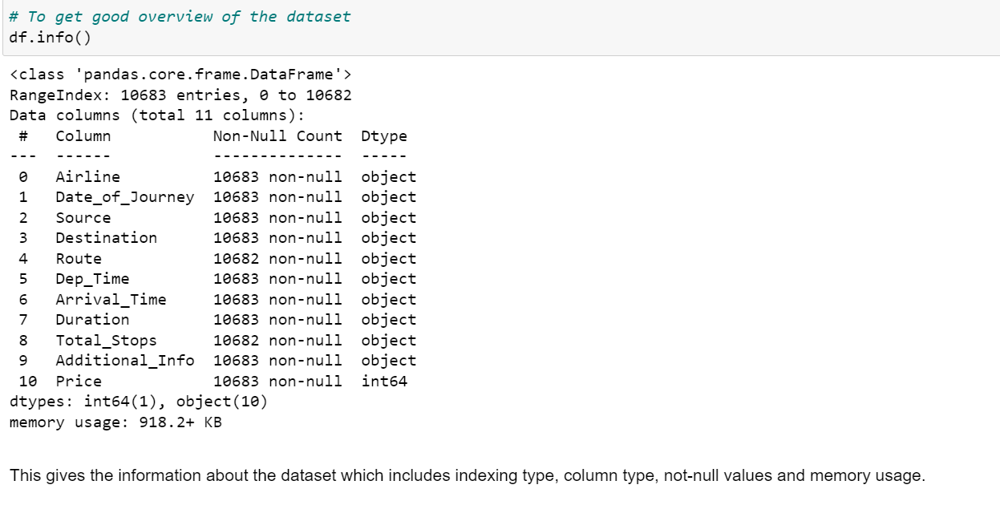 # To get good overview of the dataset
df.info()
<class 'pandas.core.frame.DataFrame'>
RangeIndex: 10683 entries, 0 to 10682
Data columns (total 11 columns):
 #   Column           Non-Null Count  Dtype
---  ------           --------------  -----
 0   Airline          10683 non-null  object
 1   Date_of_Journey  10683 non-null  object
 2   Source           10683 non-null  object
 3   Destination      10683 non-null  object
 4   Route            10682 non-null  object
 5   Dep_Time         10683 non-null  object
 6   Arrival_Time     10683 non-null  object
 7   Duration         10683 non-null  object
 8   Total_Stops      10682 non-null  object
 9   Additional_Info  10683 non-null  object
 10  Price            10683 non-null  int64
dtypes: int64(1), object(10)
memory usage: 918.2+ KB
This gives the information about the dataset which includes indexing type, column type, not-null values and memory usage.